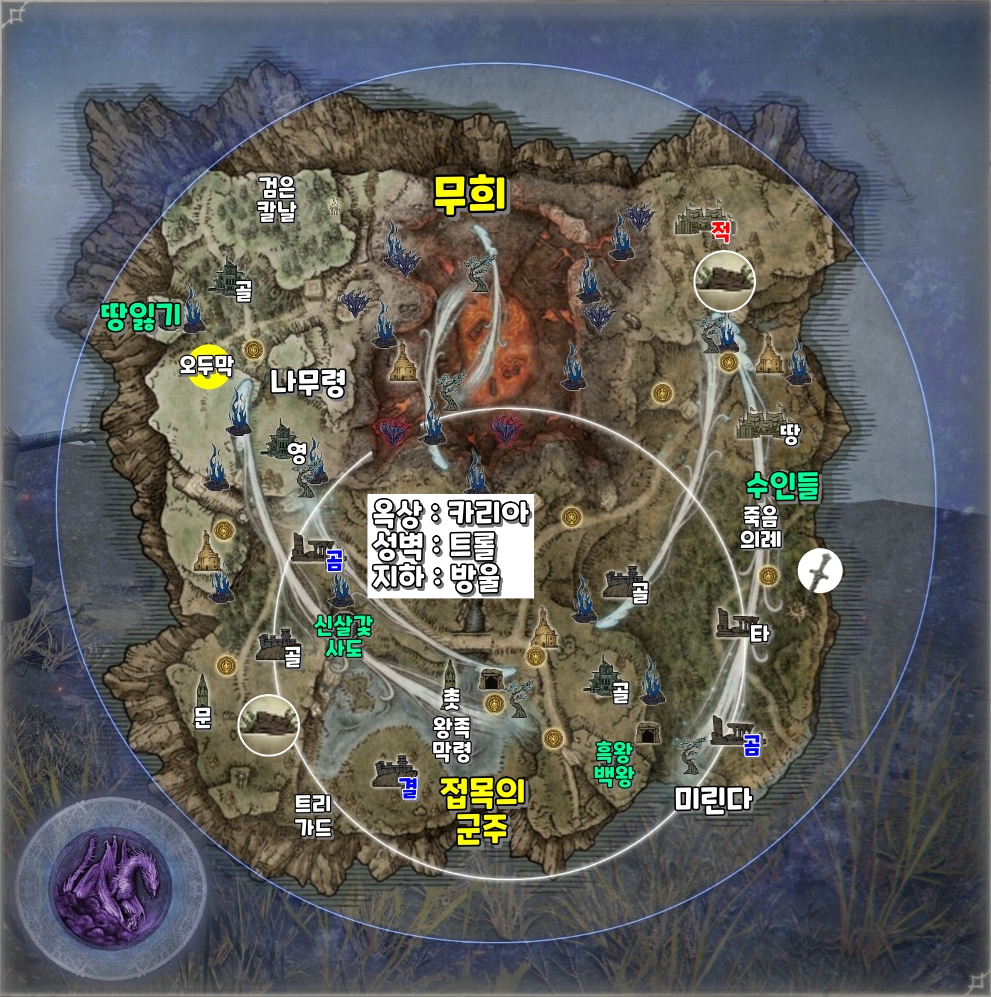 검은
칼날
무희
적
골
땅잃기
오두막
나무령
영
땅
수인들
죽음
의례
옥상 : 카리아
성벽 : 트롤
지하 : 방울
곰
골
신살갗
사도
타
골
골
문
촛
왕족
막령
곰
흑왕
백왕
결
접목의
군주
미린다
트리
가드